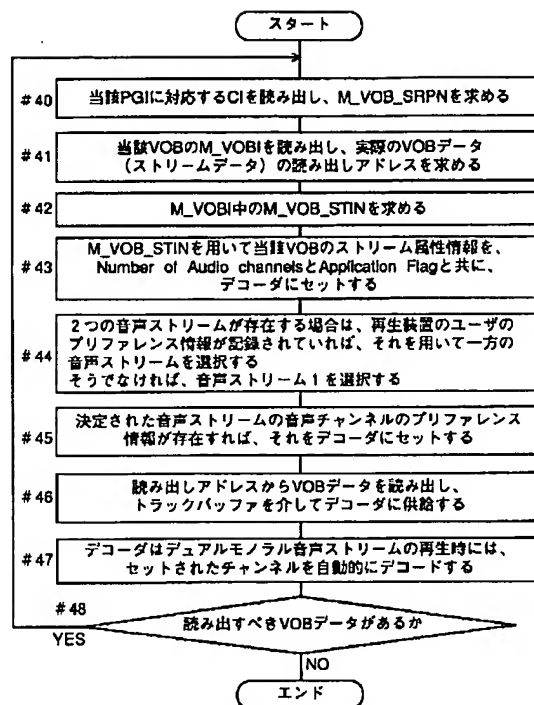 スタート
#40
当該PGIに対応するCIを読み出し、M_VOB_SRPNを求める
#41
当該VOBのM_VOBIを読み出し、実際のVOBデータ
(ストリームデータ)の読み出しアドレスを求める
#42
M_VOBI中のM_VOB_STINを求める
#43
M_VOB_STINを用いて当該VOBのストリーム属性情報を、
Number of Audio channelsとApplication Flagと共に、
デコーダにセットする
#44
2つの音声ストリームが存在する場合は、再生装置のユーザの
プリファレンス情報が記録されていれば、それを用いて一方の
音声ストリームを選択する
そうでなければ、音声ストリーム1を選択する
#45
決定された音声ストリームの音声チャンネルのプリファレンス
情報が存在すれば、それをデコーダにセットする
#46
読み出しアドレスからVOBデータを読み出し、
トラックバッファを介してデコーダに供給する
#47
デコーダはデュアルモノラル音声ストリームの再生時には、
セットされたチャンネルを自動的にデコードする
#48
読み出すべきVOBデータがあるか
YES
NO
エンド